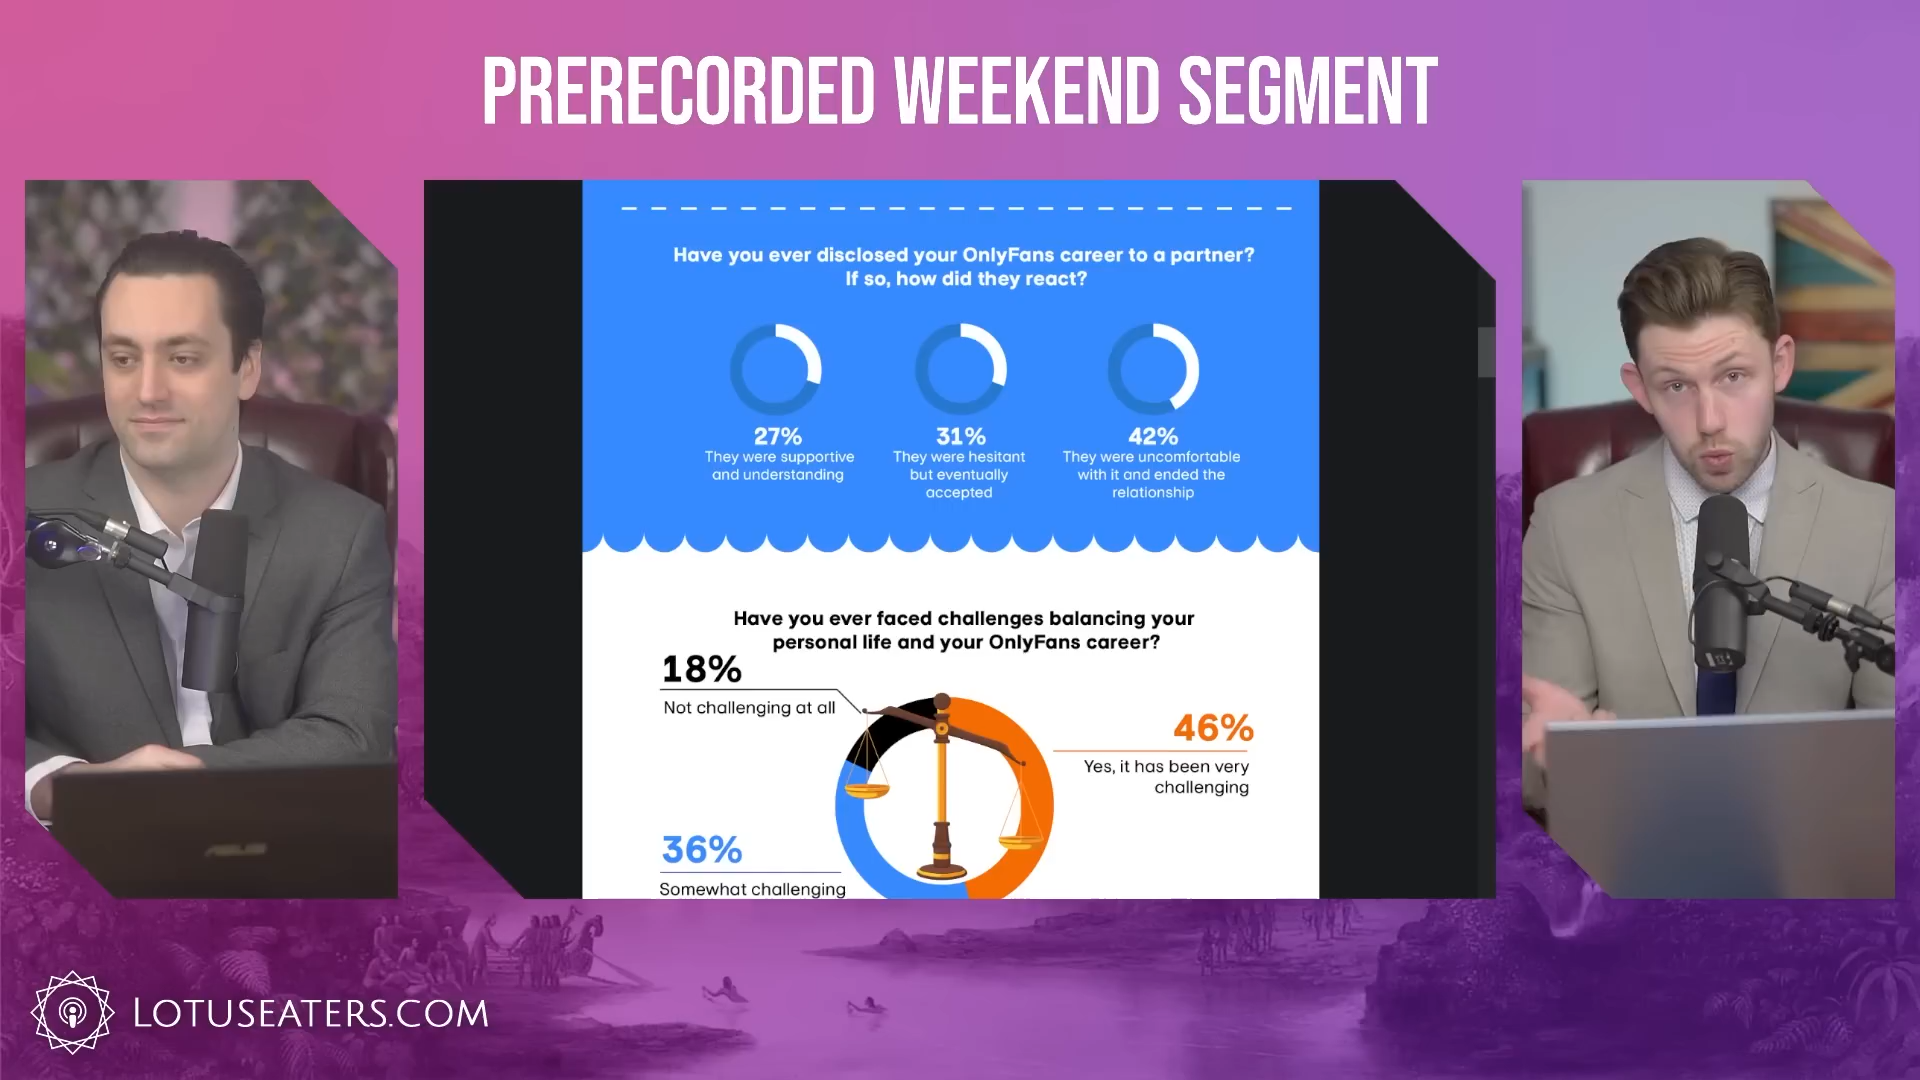 PRERECORDED WEEKEND SEGMENT
Have you ever disclosed your OnlyFans career to a partner?
If so, how did they react?
27%
They were supportive
and understanding
31%
They were hesitant
but eventually
accepted
42%
They were uncomfortable
with it and ended the
relationship
Have you ever faced challenges balancing your
personal life and your OnlyFans career?
18%
Not challenging at all
46%
Yes, it has been very
challenging
36%
Somewhat challenging
ASUS
LOTUSEATERS.COM